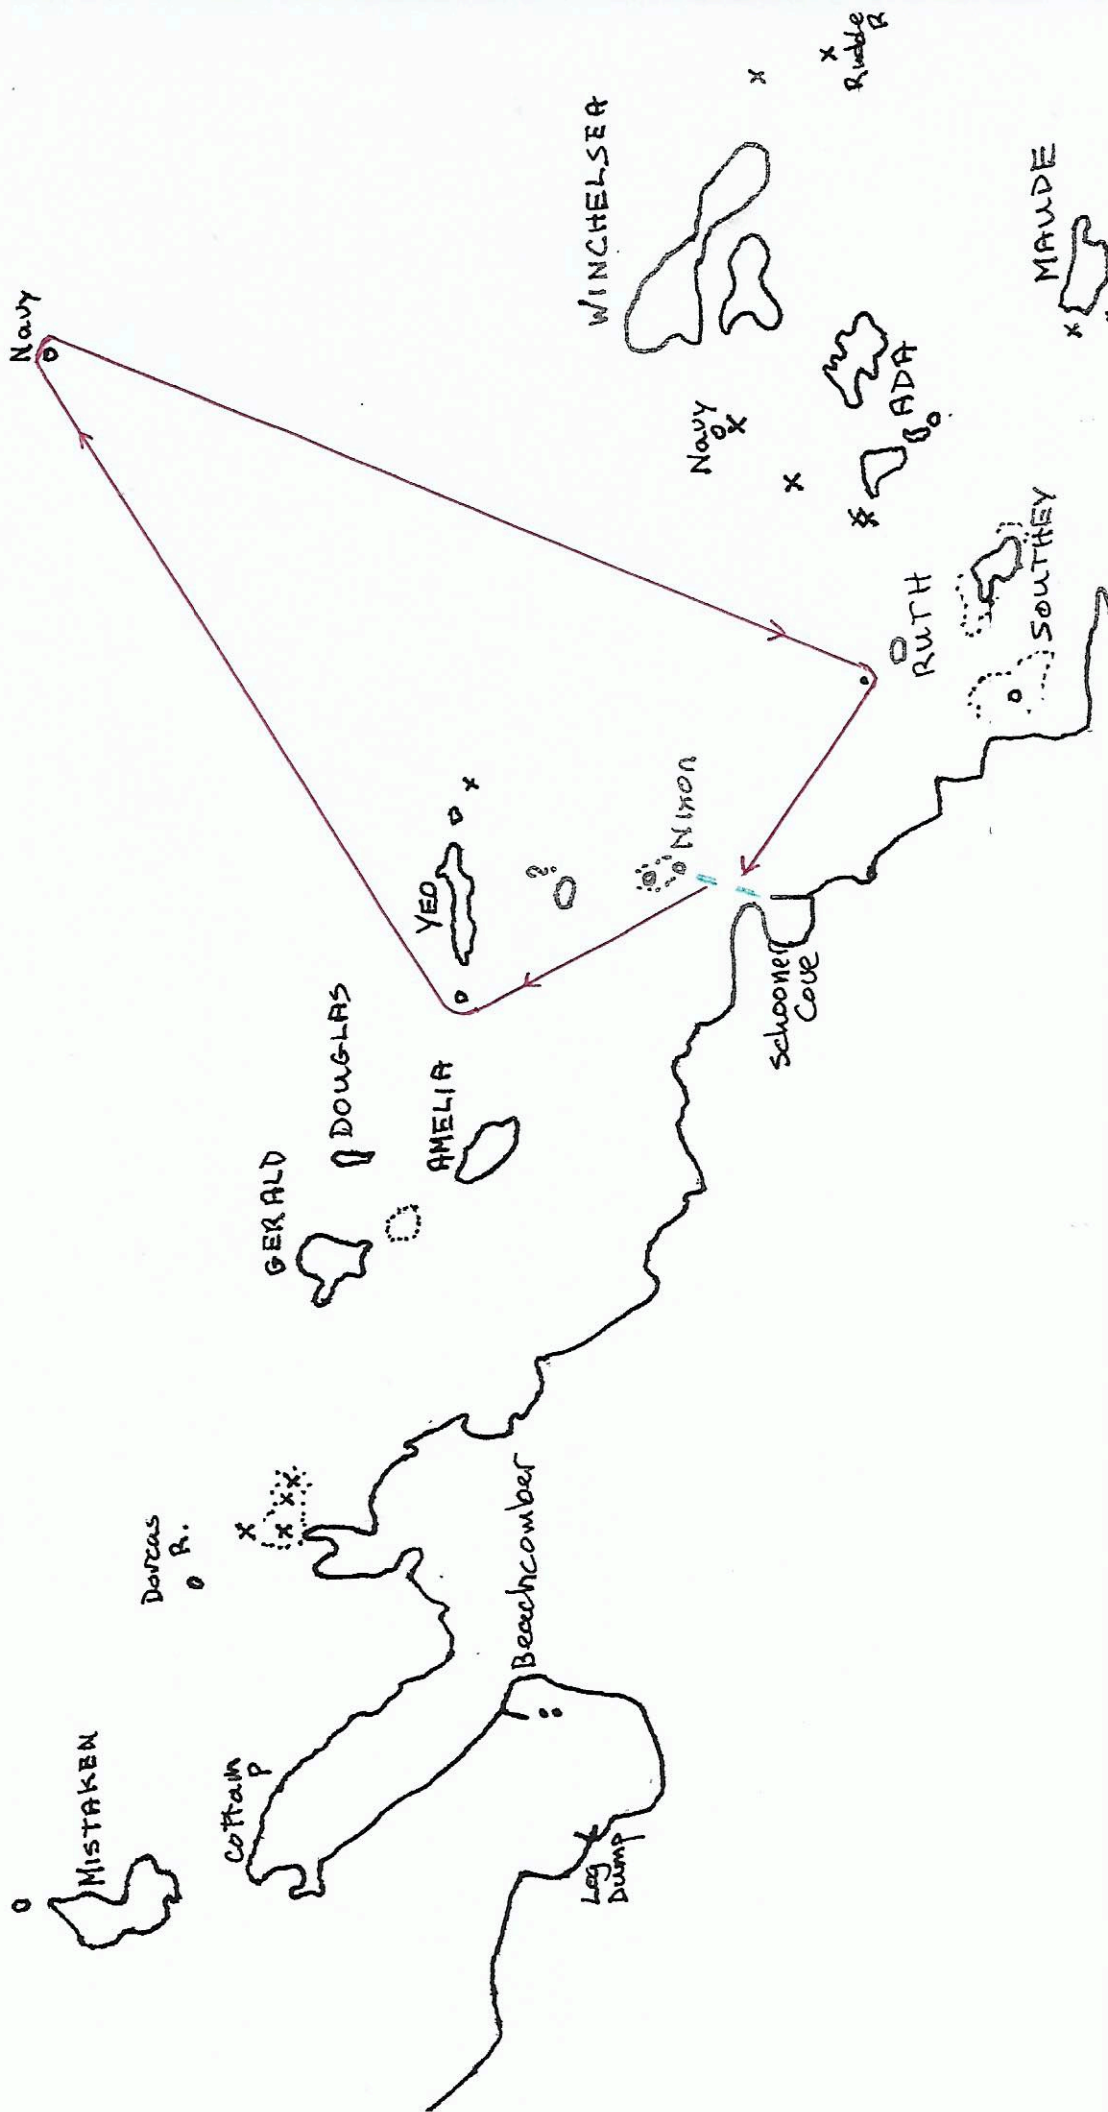 MISTAKEN
Cottam
P
Log
Dump
Beachcomber
Dorcas
R.
GERALD
DOUGLAS
AMELIA
YEO
?
Nixon
Schooner
Cove
Navy
RUTH
SOUTHEY
Navy
ADA
WINCHELSEA
MAUDE
Rudde
R